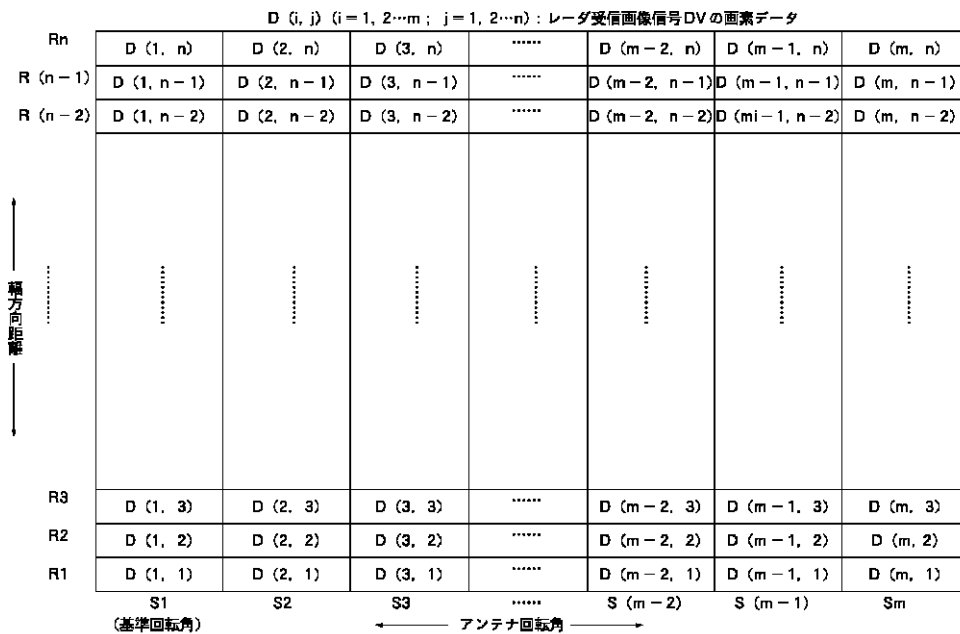 D (i, j) (i = 1, 2…m ; j = 1, 2…n) : レーダ受信画像信号DVの画素データ
Rn D (1, n) D (2, n) D (3, n) …… D (m－2, n) D (m－1, n) D (m, n)
R (n－1) D (1, n－1) D (2, n－1) D (3, n－1) …… D (m－2, n－1) D (m－1, n－1) D (m, n－1)
R (n－2) D (1, n－2) D (2, n－2) D (3, n－2) …… D (m－2, n－2) D (mi－1, n－2) D (m, n－2)
幅方向距離
R3 D (1, 3) D (2, 3) D (3, 3) …… D (m－2, 3) D (m－1, 3) D (m, 3)
R2 D (1, 2) D (2, 2) D (3, 2) …… D (m－2, 2) D (m－1, 2) D (m, 2)
R1 D (1, 1) D (2, 1) D (3, 1) …… D (m－2, 1) D (m－1, 1) D (m, 1)
S1 S2 S3 …… S (m－2) S (m－1) Sm
(基準回転角) アンテナ回転角